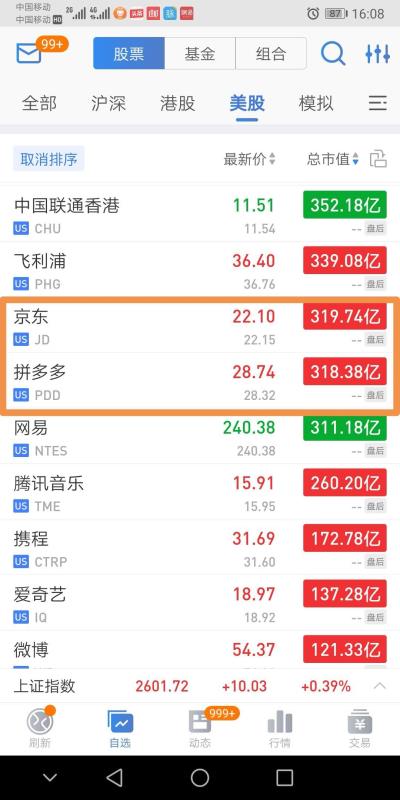 中国移动 2G 4G 87 16:08
中国移动 HD
99+ 股票 基金 组合
全部 沪深 港股 美股 模拟
取消排序 最新价 总市值
中国联通香港 11.51 352.18亿
US CHU 11.54 -- 盘后
飞利浦 36.40 339.08亿
US PHG 36.76 -- 盘后
京东 22.10 319.74亿
US JD 22.15 -- 盘后
拼多多 28.74 318.38亿
US PDD 28.32 -- 盘后
网易 240.38 311.18亿
US NTES 240.38 -- 盘后
腾讯音乐 15.91 260.20亿
US TME 15.95 -- 盘后
携程 31.69 172.78亿
US CTRP 31.60 -- 盘后
爱奇艺 18.97 137.28亿
US IQ 18.92 -- 盘后
微博 54.37 121.33亿
上证指数 2601.72 +10.03 +0.39%
999+
刷新 自选 动态 行情 交易